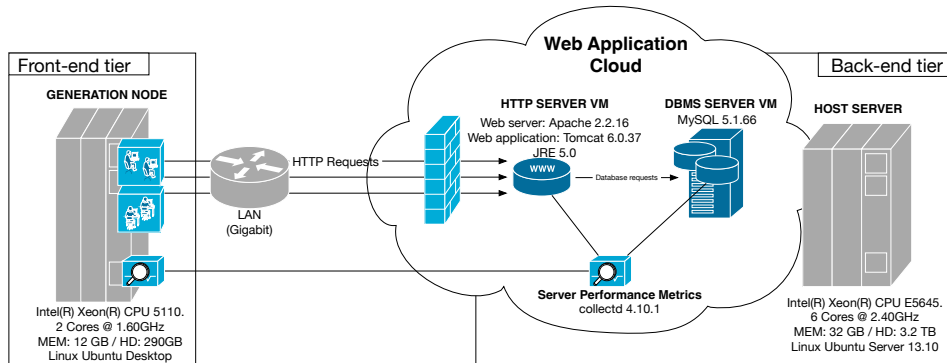 Front-end tier
GENERATION NODE
Intel(R) Xeon(R) CPU 5110.
2 Cores @ 1.60GHz
MEM: 12 GB / HD: 290GB
Linux Ubuntu Desktop
LAN
(Gigabit)
HTTP Requests
Web Application
Cloud
HTTP SERVER VM
Web server: Apache 2.2.16
Web application: Tomcat 6.0.37
JRE 5.0
WWW
Database requests
DBMS SERVER VM
MySQL 5.1.66
Server Performance Metrics
collectd 4.10.1
Back-end tier
HOST SERVER
Intel(R) Xeon(R) CPU E5645.
6 Cores @ 2.40GHz
MEM: 32 GB / HD: 3.2 TB
Linux Ubuntu Server 13.10